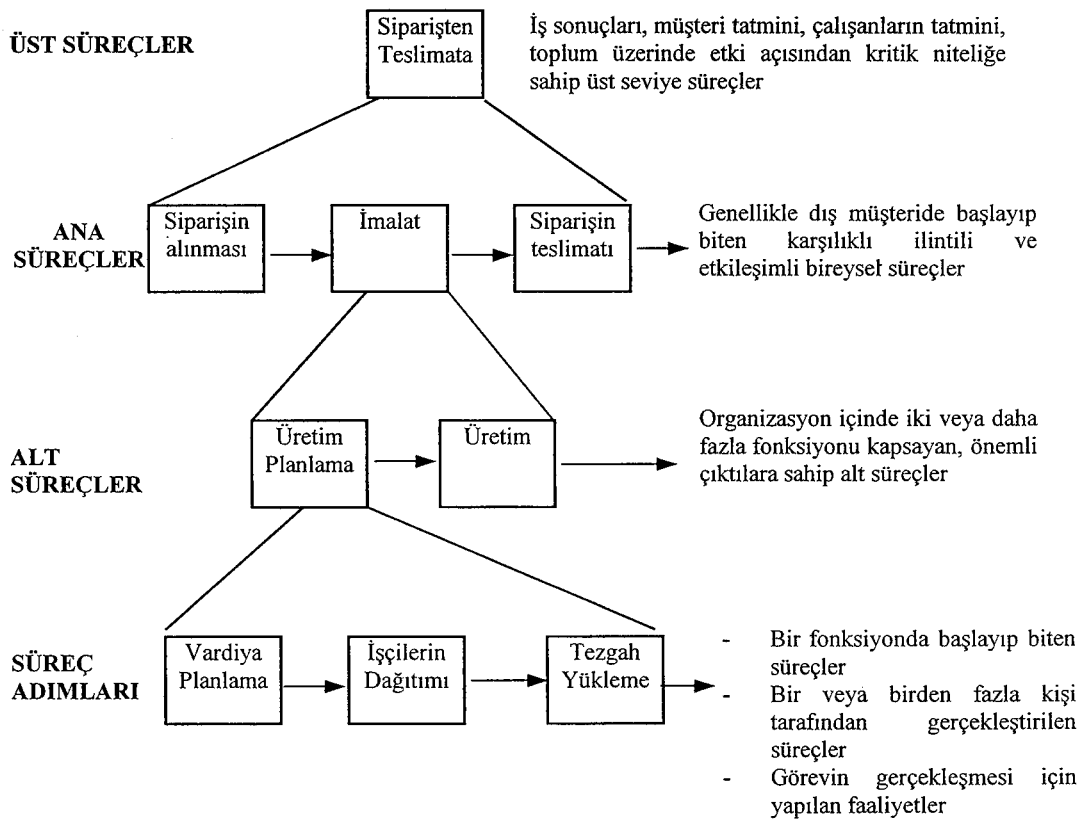 ÜST SÜREÇLER
Siparişten
Teslimata
İş sonuçları, müşteri tatmini, çalışanların tatmini,
toplum üzerinde etki açısından kritik niteliğe
sahip üst seviye süreçler
ANA
SÜREÇLER
Siparişin
alınması
İmalat
Siparişin
teslimatı
Genellikle dış müşteride başlayıp
biten karşılıklı ilintili ve
etkileşimli bireysel süreçler
ALT
SÜREÇLER
Üretim
Planlama
Üretim
Organizasyon içinde iki veya daha
fazla fonksiyonu kapsayan, önemli
çıktılara sahip alt süreçler
SÜREÇ
ADIMLARI
Vardiya
Planlama
İşçilerin
Dağıtımı
Tezgah
Yükleme
- Bir fonksiyonda başlayıp biten
süreçler
- Bir veya birden fazla kişi
tarafından gerçekleştirilen
süreçler
- Görevin gerçekleşmesi için
yapılan faaliyetler